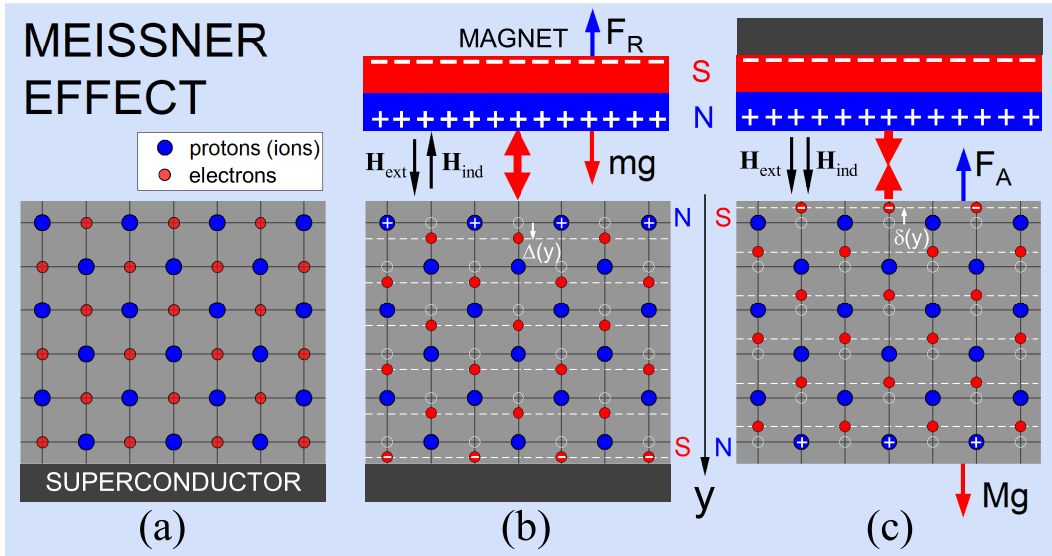 MEISSNER
EFFECT
protons (ions)
electrons
SUPERCONDUCTOR
(a)
MAGNET
F_R
S
N
− − − − − − − − − − − − − −
+ + + + + + + + + + + + +
H_ext
H_ind
mg
N
+ + + +
Δ(y)
S
− − − −
(b)
y
− − − − − − − − − − − − − −
+ + + + + + + + + + + + +
H_ext
H_ind
F_A
S
− − −
δ(y)
N
+ + +
Mg
(c)